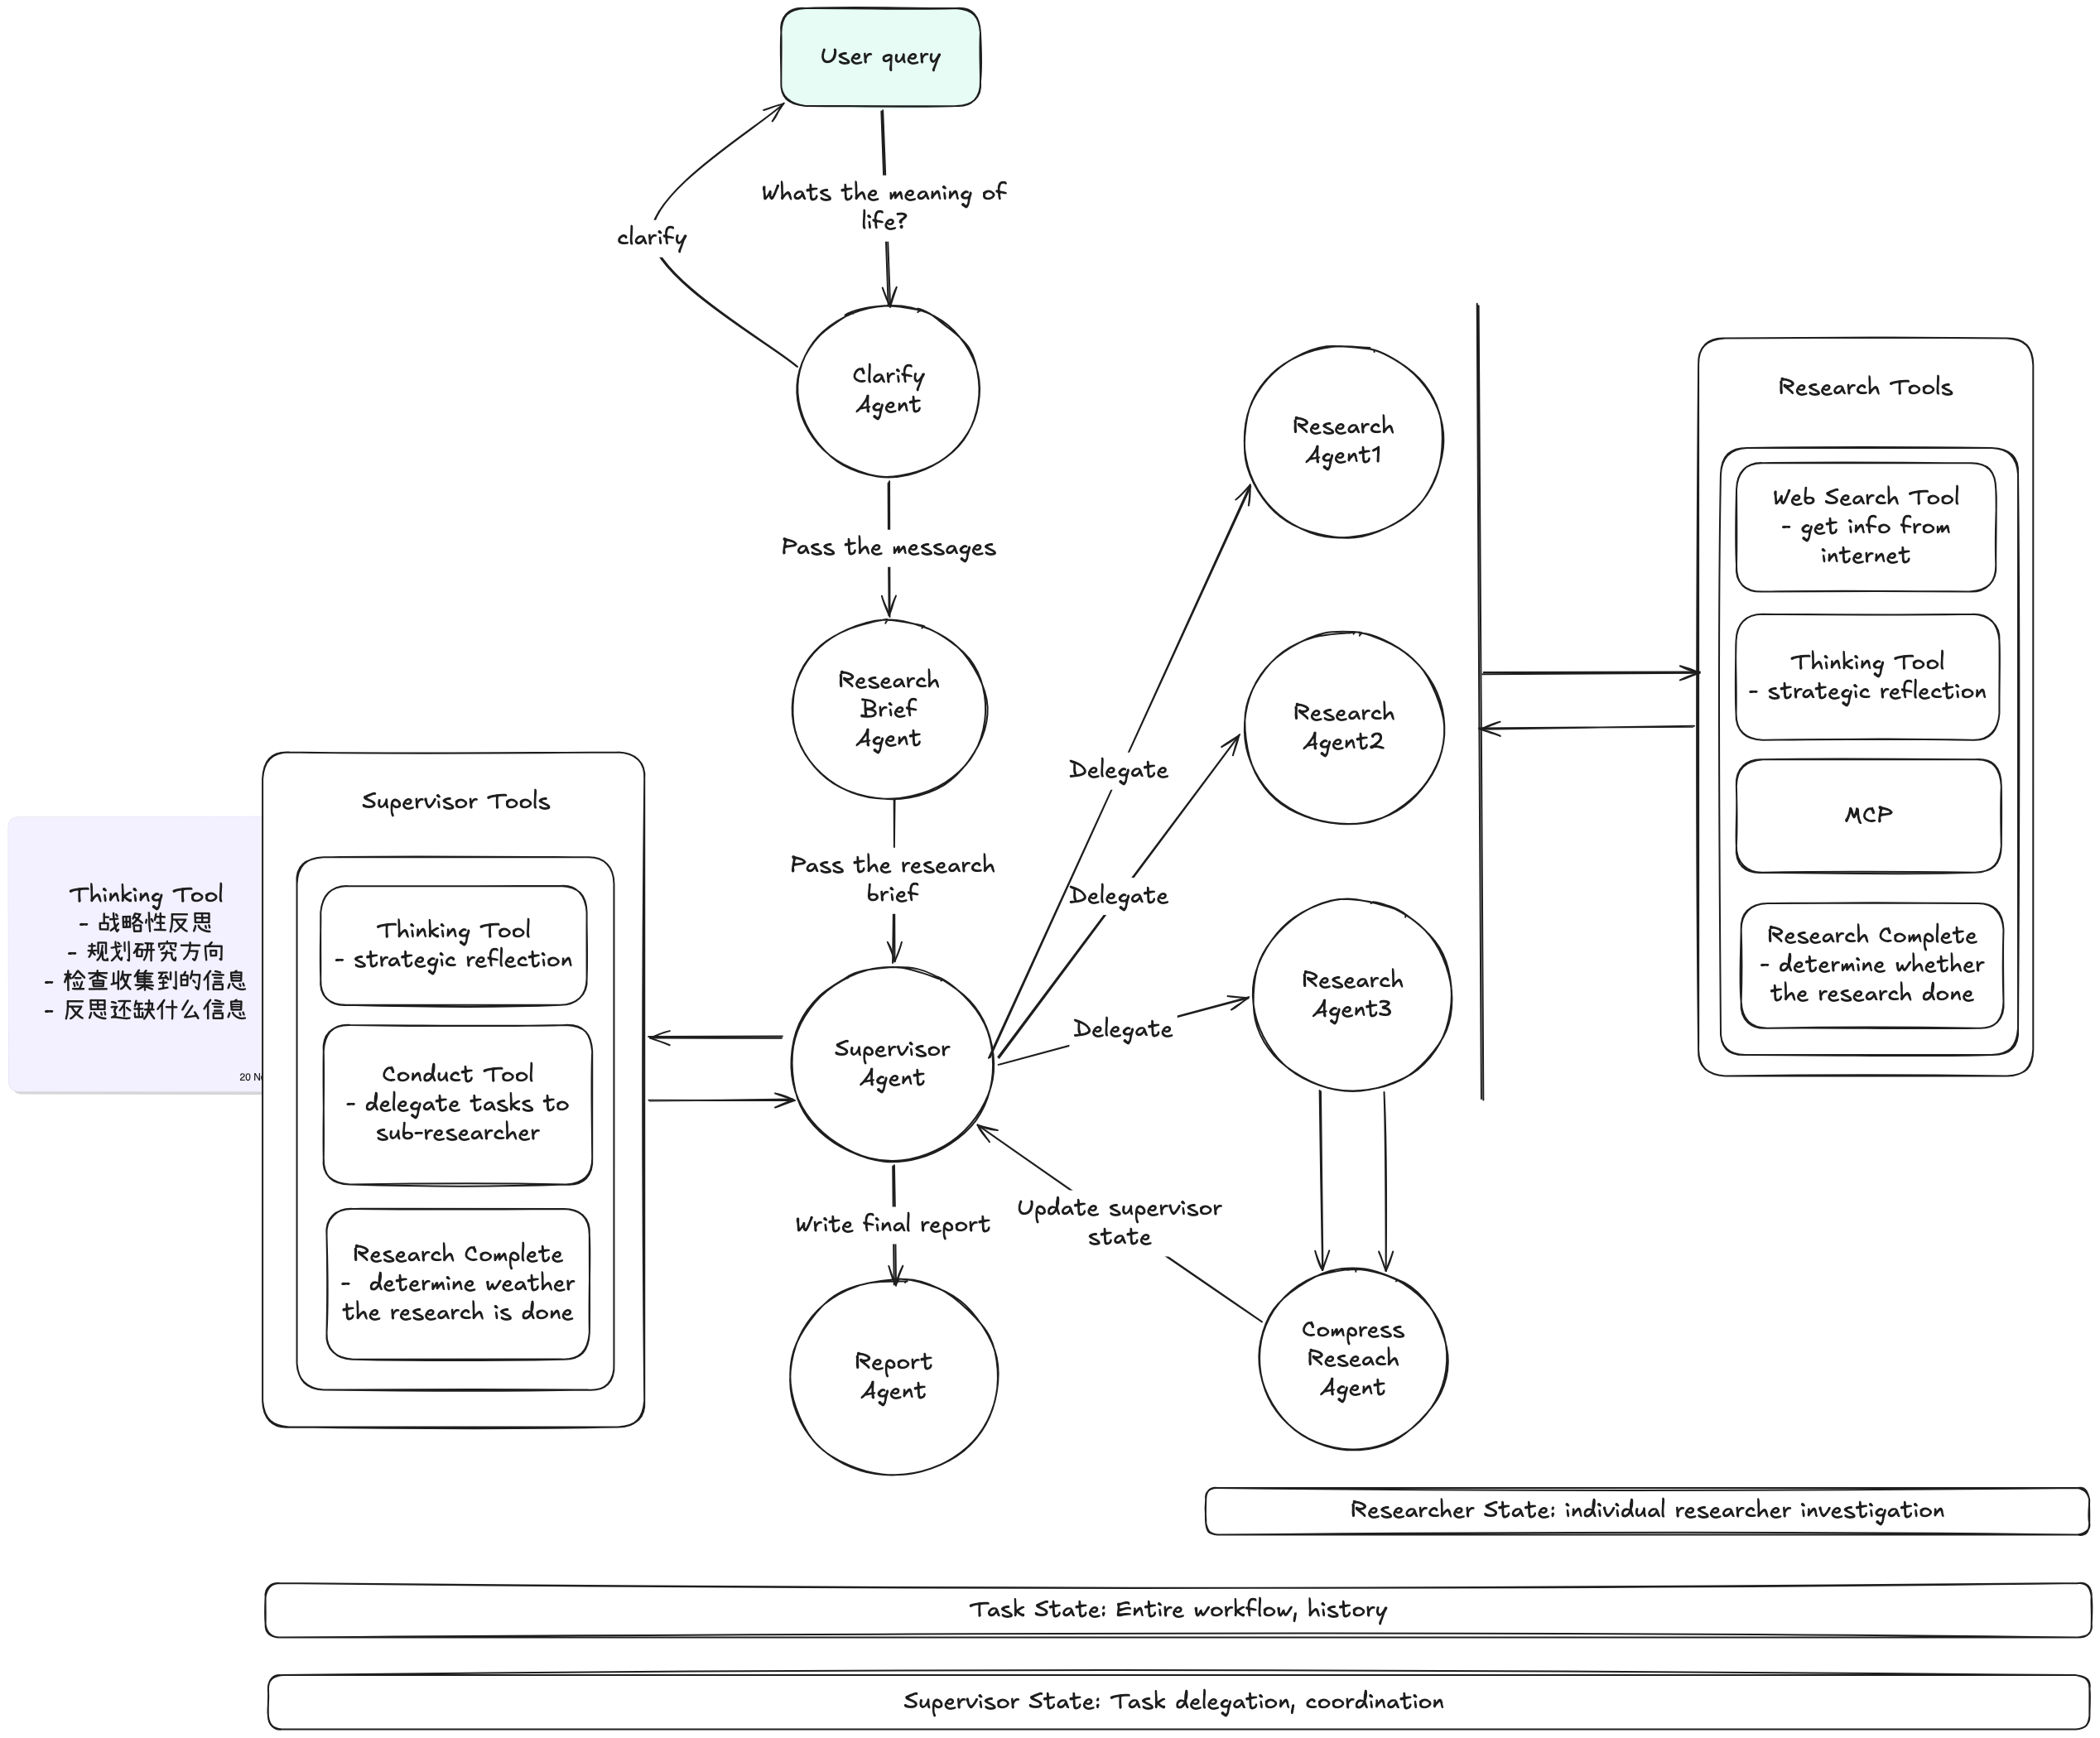 User query
Whats the meaning of
life?
clarify
Clarify
Agent
Pass the messages
Research
Brief
Agent
Pass the research
brief
Supervisor
Agent
Write final report
Report
Agent
Thinking Tool
- 战略性反思
- 规划研究方向
- 检查收集到的信息
- 反思还缺什么信息
20 No
Supervisor Tools
Thinking Tool
- strategic reflection
Conduct Tool
- delegate tasks to
sub-researcher
Research Complete
- determine weather
the research is done
Delegate
Delegate
Delegate
Research
Agent1
Research
Agent2
Research
Agent3
Update supervisor
state
Compress
Reseach
Agent
Research Tools
Web Search Tool
- get info from
internet
Thinking Tool
- strategic reflection
MCP
Research Complete
- determine whether
the research done
Researcher State: individual researcher investigation
Task State: Entire workflow, history
Supervisor State: Task delegation, coordination